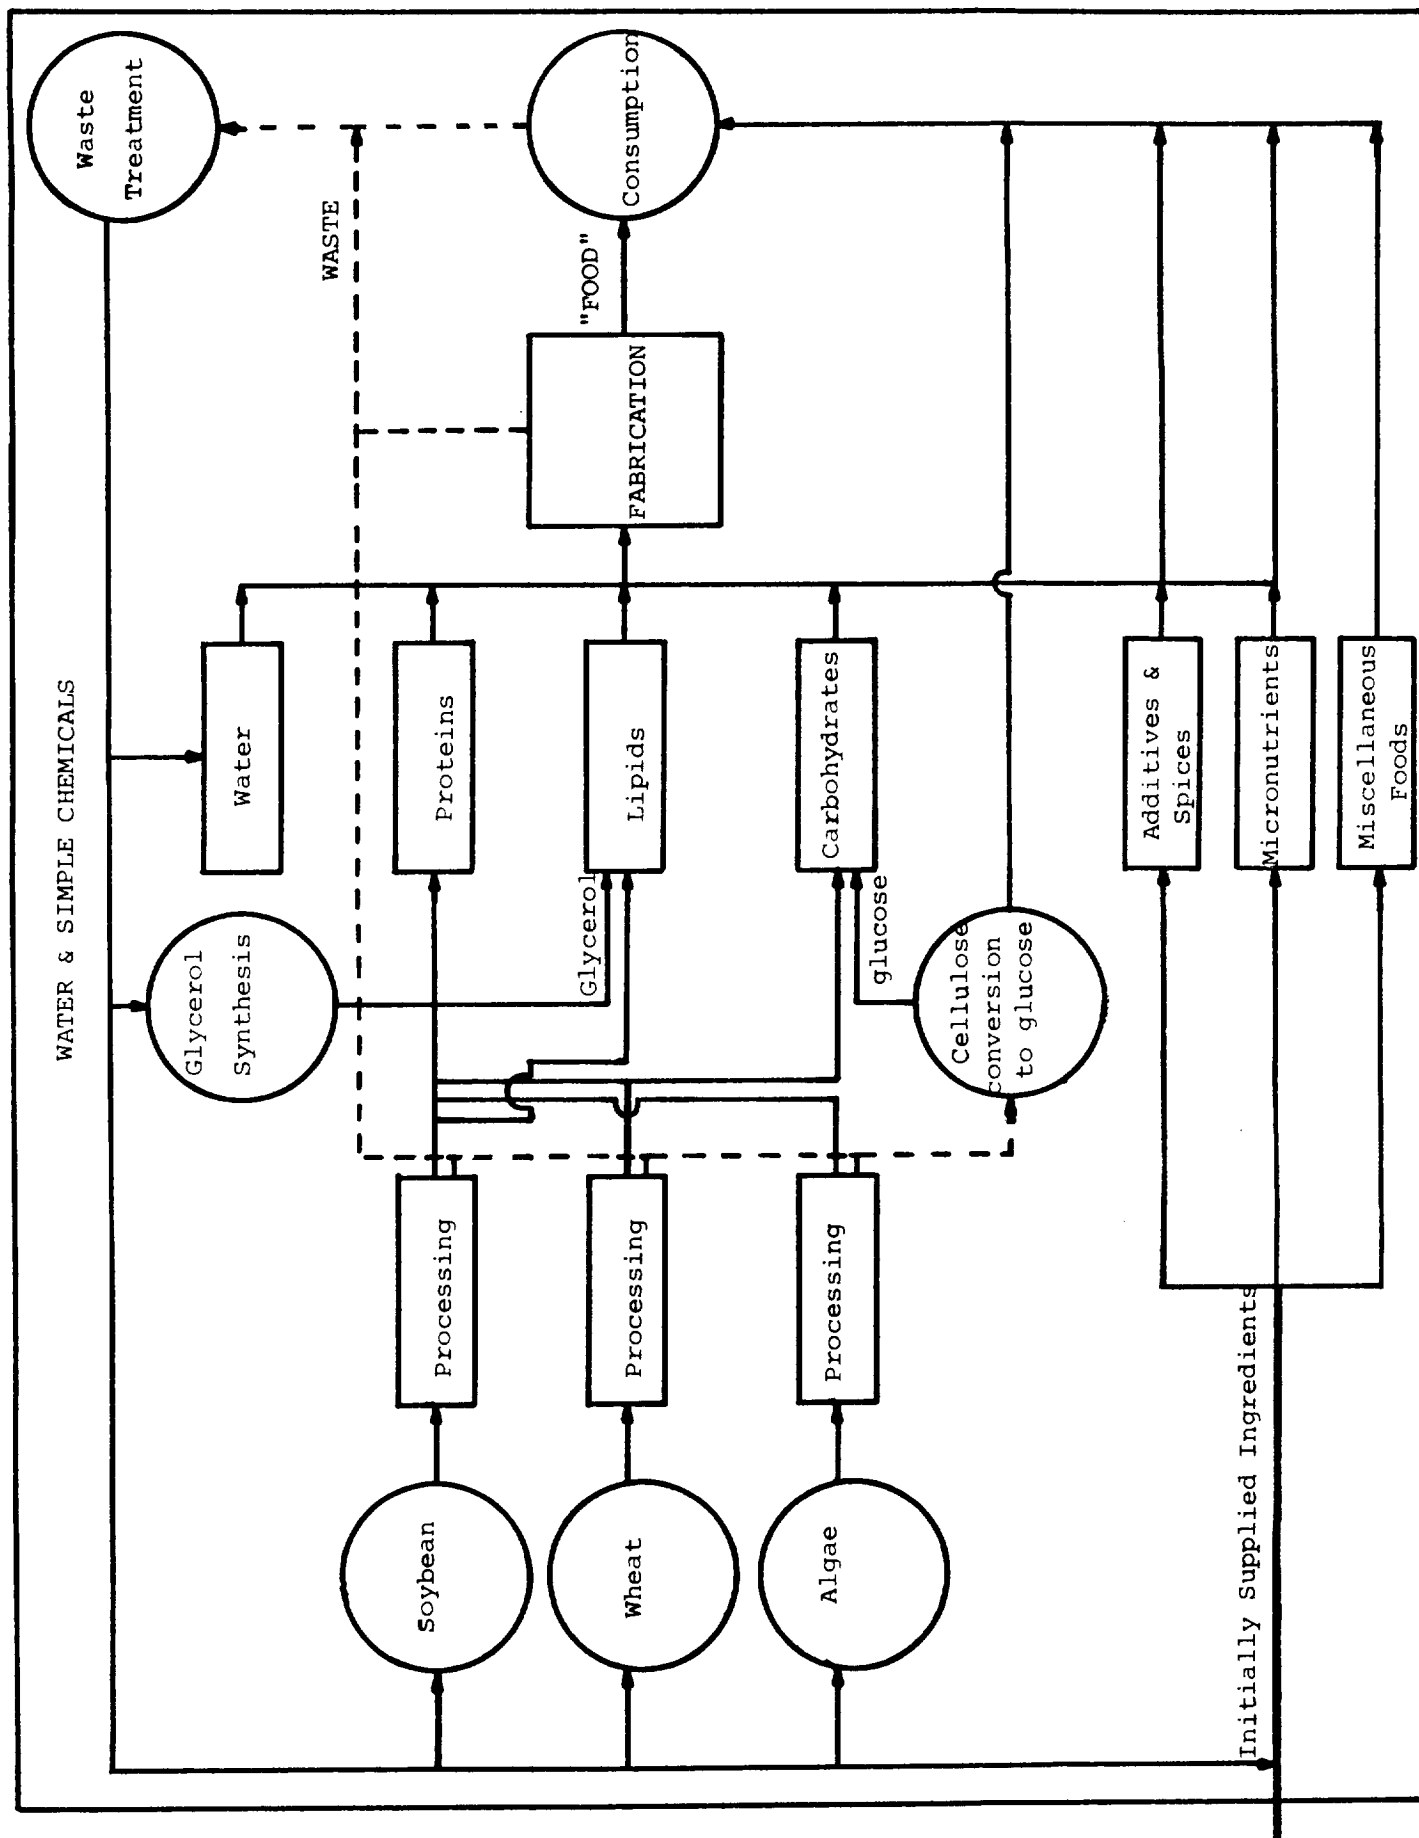 WATER & SIMPLE CHEMICALS
Waste
Treatment
WASTE
Glycerol
Synthesis
Water
Soybean
Processing
Proteins
Wheat
Processing
Glycerol
Lipids
FABRICATION
"FOOD"
Consumption
Algae
Processing
glucose
Carbohydrates
Cellulose
conversion
to glucose
Initially Supplied Ingredients
Additives &
Spices
Micronutrients
Miscellaneous
Foods